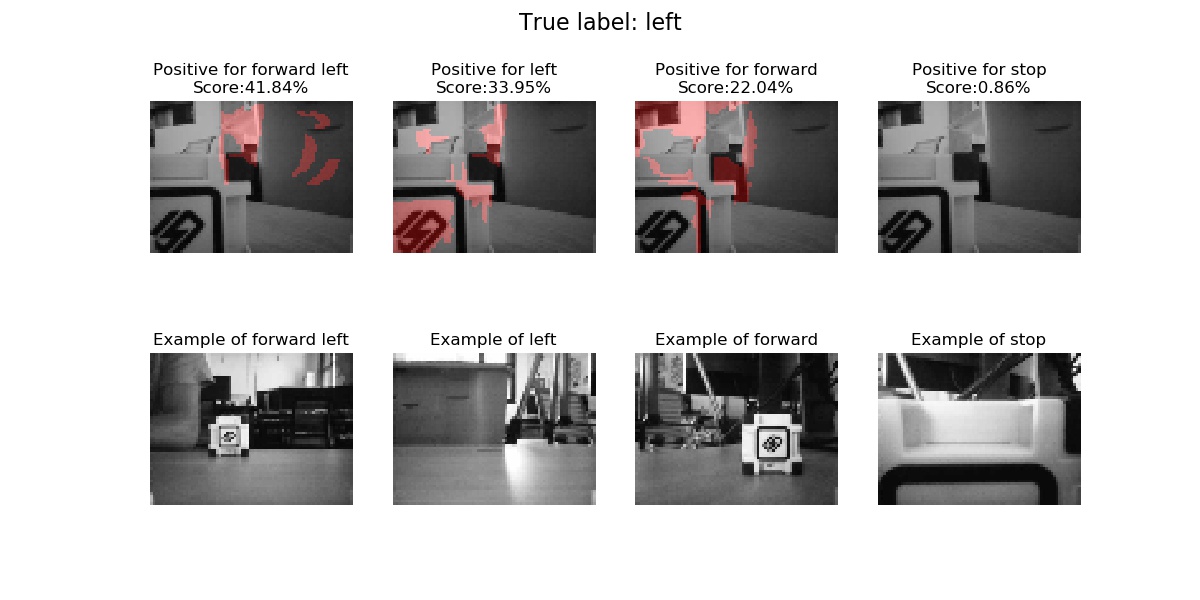 True label: left
Positive for forward left
Score:41.84%
Positive for left
Score:33.95%
Positive for forward
Score:22.04%
Positive for stop
Score:0.86%
Example of forward left
Example of left
Example of forward
Example of stop